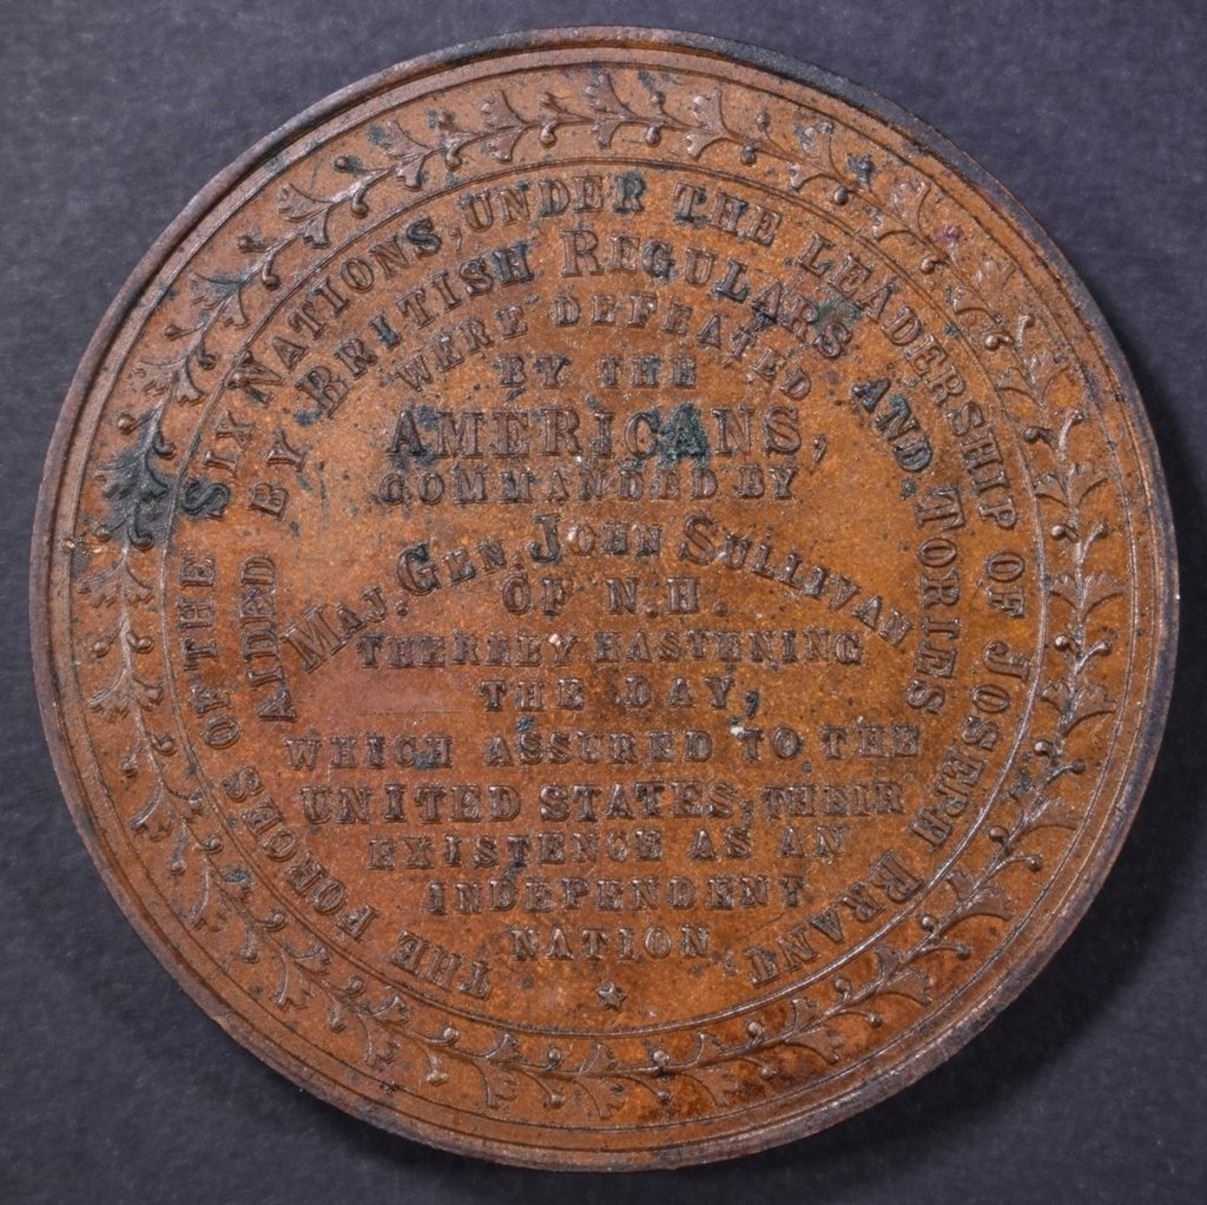 THE FORCES OF THE SIX NATIONS, UNDER THE LEADERSHIP OF JOSEPH BRANT,
AIDED BY BRITISH REGULARS AND TORIES
WERE DEFEATED
BY THE
AMERICANS,
COMMANDED BY
MAJ. GEN. JOHN SULLIVAN
OF N.H.
THEREBY HASTENING
THE DAY,
WHICH ASSURED TO THE
UNITED STATES, THEIR
EXISTENCE AS AN
INDEPENDENT
NATION.